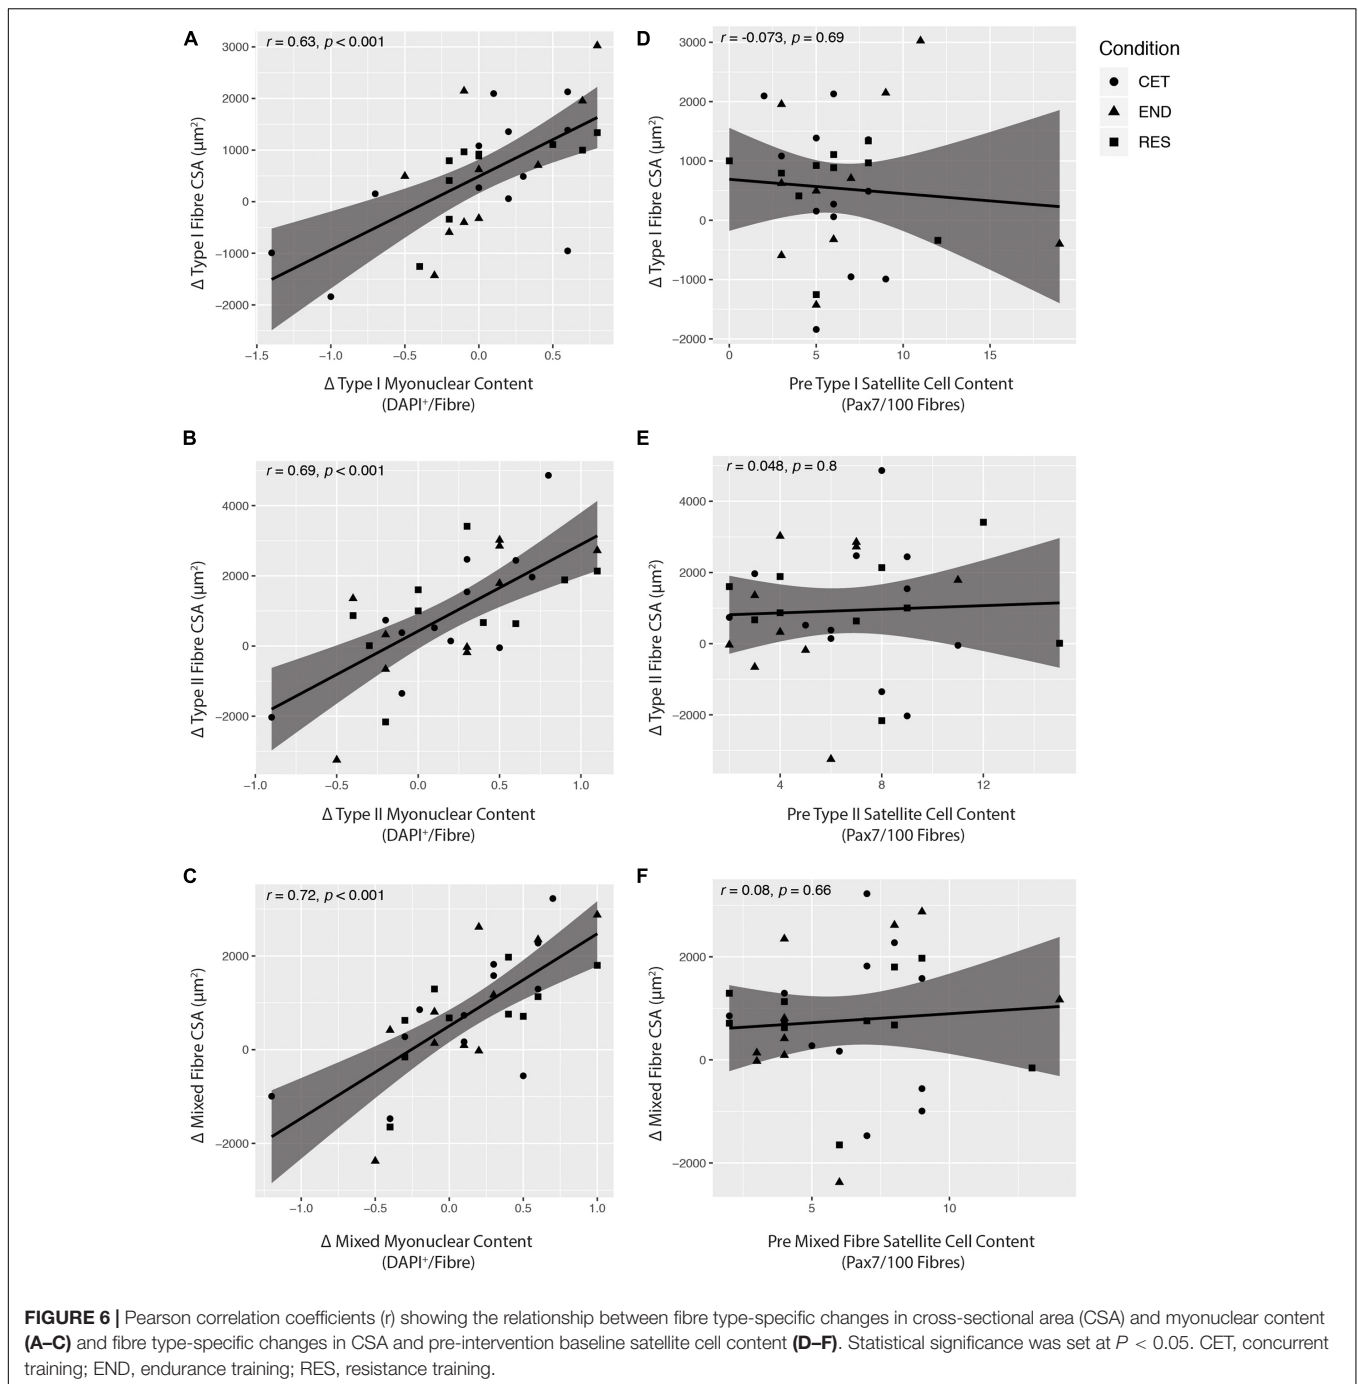 A
r = 0.63, p < 0.001
3000
2000
1000
0
−1000
−2000
Δ Type I Fibre CSA (µm²)
−1.5
−1.0
−0.5
0.0
0.5
Δ Type I Myonuclear Content
(DAPI⁺/Fibre)
D
r = -0.073, p = 0.69
3000
2000
1000
0
−1000
−2000
Δ Type I Fibre CSA (µm²)
0
5
10
15
Pre Type I Satellite Cell Content
(Pax7/100 Fibres)
Condition
CET
END
RES
B
r = 0.69, p < 0.001
4000
2000
0
−2000
Δ Type II Fibre CSA (µm²)
−1.0
−0.5
0.0
0.5
1.0
Δ Type II Myonuclear Content
(DAPI⁺/Fibre)
E
r = 0.048, p = 0.8
4000
2000
0
−2000
Δ Type II Fibre CSA (µm²)
4
8
12
Pre Type II Satellite Cell Content
(Pax7/100 Fibres)
C
r = 0.72, p < 0.001
2000
0
−2000
Δ Mixed Fibre CSA (µm²)
−1.0
−0.5
0.0
0.5
1.0
Δ Mixed Myonuclear Content
(DAPI⁺/Fibre)
F
r = 0.08, p = 0.66
2000
0
−2000
Δ Mixed Fibre CSA (µm²)
5
10
Pre Mixed Fibre Satellite Cell Content
(Pax7/100 Fibres)
FIGURE 6 | Pearson correlation coefficients (r) showing the relationship between fibre type-specific changes in cross-sectional area (CSA) and myonuclear content
(A–C) and fibre type-specific changes in CSA and pre-intervention baseline satellite cell content (D–F). Statistical significance was set at P < 0.05. CET, concurrent
training; END, endurance training; RES, resistance training.